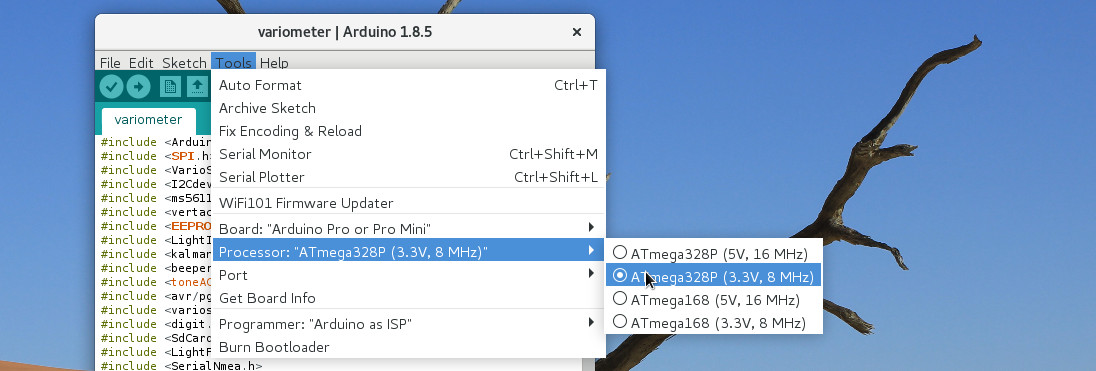 variometer | Arduino 1.8.5
File Edit Sketch Tools Help
Auto Format Ctrl+T
Archive Sketch
Fix Encoding & Reload
Serial Monitor Ctrl+Shift+M
Serial Plotter Ctrl+Shift+L
WiFi101 Firmware Updater
Board: "Arduino Pro or Pro Mini"
Processor: "ATmega328P (3.3V, 8 MHz)"
Port
Get Board Info
Programmer: "Arduino as ISP"
Burn Bootloader
ATmega328P (5V, 16 MHz)
ATmega328P (3.3V, 8 MHz)
ATmega168 (5V, 16 MHz)
ATmega168 (3.3V, 8 MHz)
variometer
#include <Arduin
#include <SPI.h
#include <VarioS
#include <I2Cdev
#include <ms5611
#include <vertac
#include <EEPRO
#include <LightI
#include <kalmar
#include <beeper
#include <toneAC
#include <avr/pg
#include <varios
#include <digit.
#include <SdCard
#include <LightF
#include <SerialNmea.h>